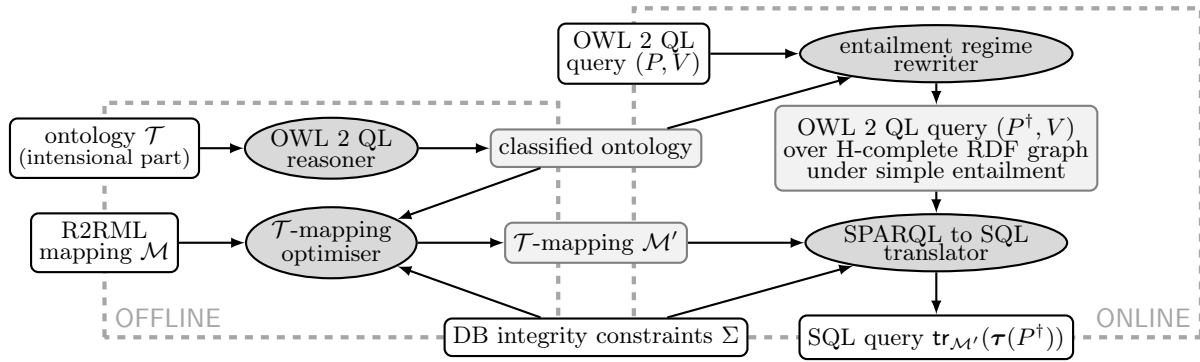 OWL 2 QL
query (P, V)
entailment regime
rewriter
ontology 𝒯
(intensional part)
OWL 2 QL
reasoner
classified ontology
OWL 2 QL query (P†, V)
over H-complete RDF graph
under simple entailment
R2RML
mapping ℳ
𝒯-mapping
optimiser
𝒯-mapping ℳ′
SPARQL to SQL
translator
OFFLINE
DB integrity constraints Σ
SQL query tr_ℳ′(τ(P†))
ONLINE